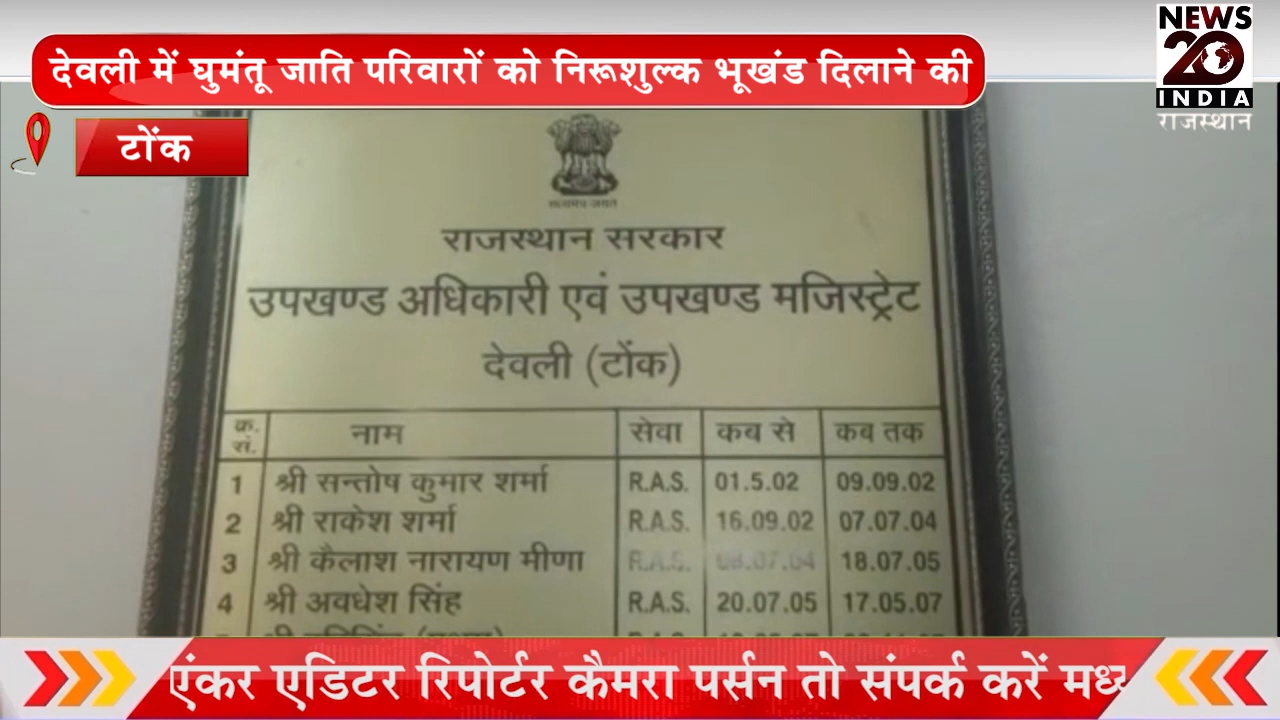 देवली में घुमंतू जाति परिवारों को निरूशुल्क भूखंड दिलाने की
NEWS
20
INDIA
राजस्थान
टोंक
सत्यमेव जयते
राजस्थान सरकार
उपखण्ड अधिकारी एवं उपखण्ड मजिस्ट्रेट
देवली (टोंक)
क्र. सं. नाम सेवा कब से कब तक
1 श्री सन्तोष कुमार शर्मा R.A.S. 01.5.02 09.09.02
2 श्री राकेश शर्मा R.A.S. 16.09.02 07.07.04
3 श्री कैलाश नारायण मीणा R.A.S. 18.07.05
4 श्री अवधेश सिंह R.A.S. 20.07.05 17.05.07
एंकर एडिटर रिपोर्टर कैमरा पर्सन तो संपर्क करें